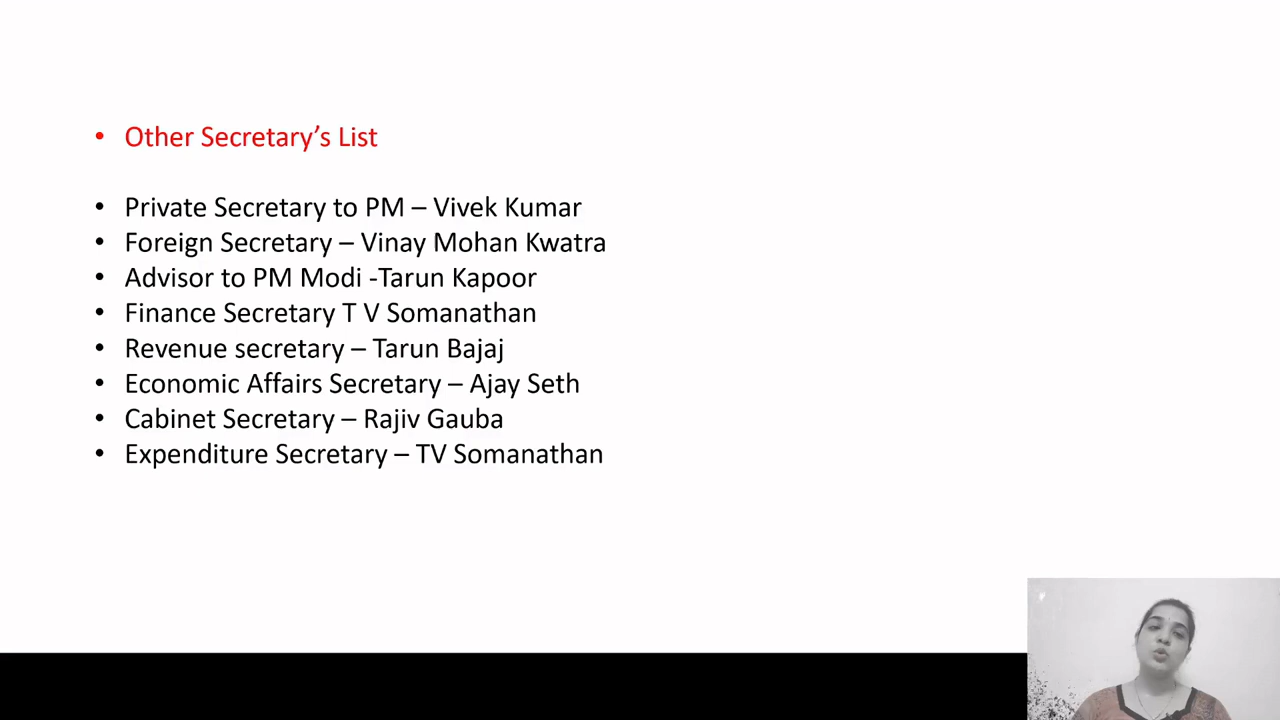 • Other Secretary’s List
• Private Secretary to PM – Vivek Kumar
• Foreign Secretary – Vinay Mohan Kwatra
• Advisor to PM Modi -Tarun Kapoor
• Finance Secretary T V Somanathan
• Revenue secretary – Tarun Bajaj
• Economic Affairs Secretary – Ajay Seth
• Cabinet Secretary – Rajiv Gauba
• Expenditure Secretary – TV Somanathan